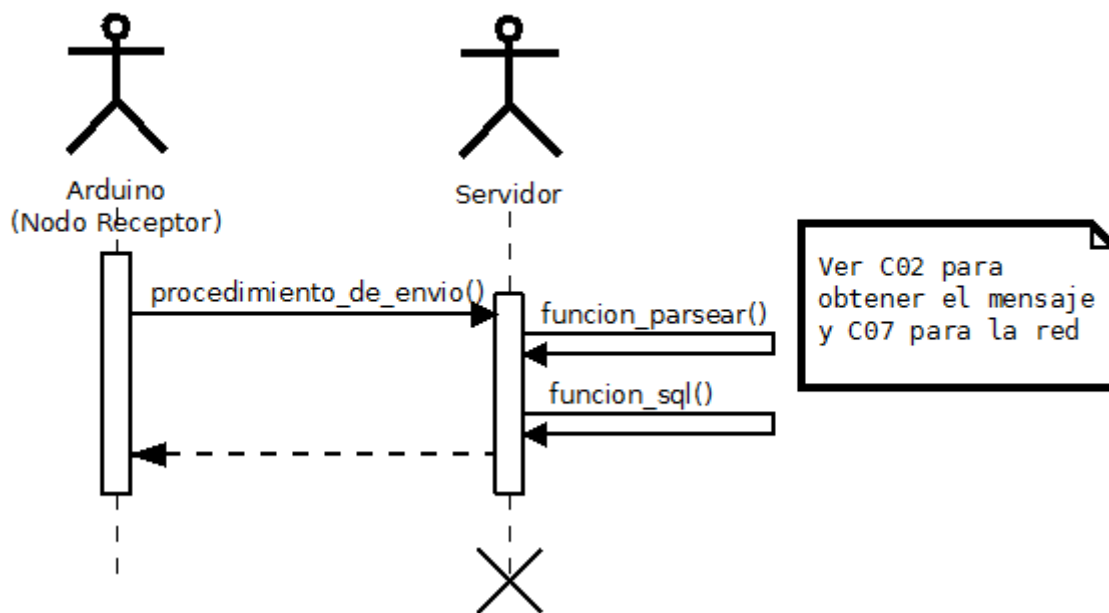 Arduino
(Nodo Receptor)
Servidor
procedimiento_de_envio()
funcion_parsear()
funcion_sql()
Ver C02 para
obtener el mensaje
y C07 para la red